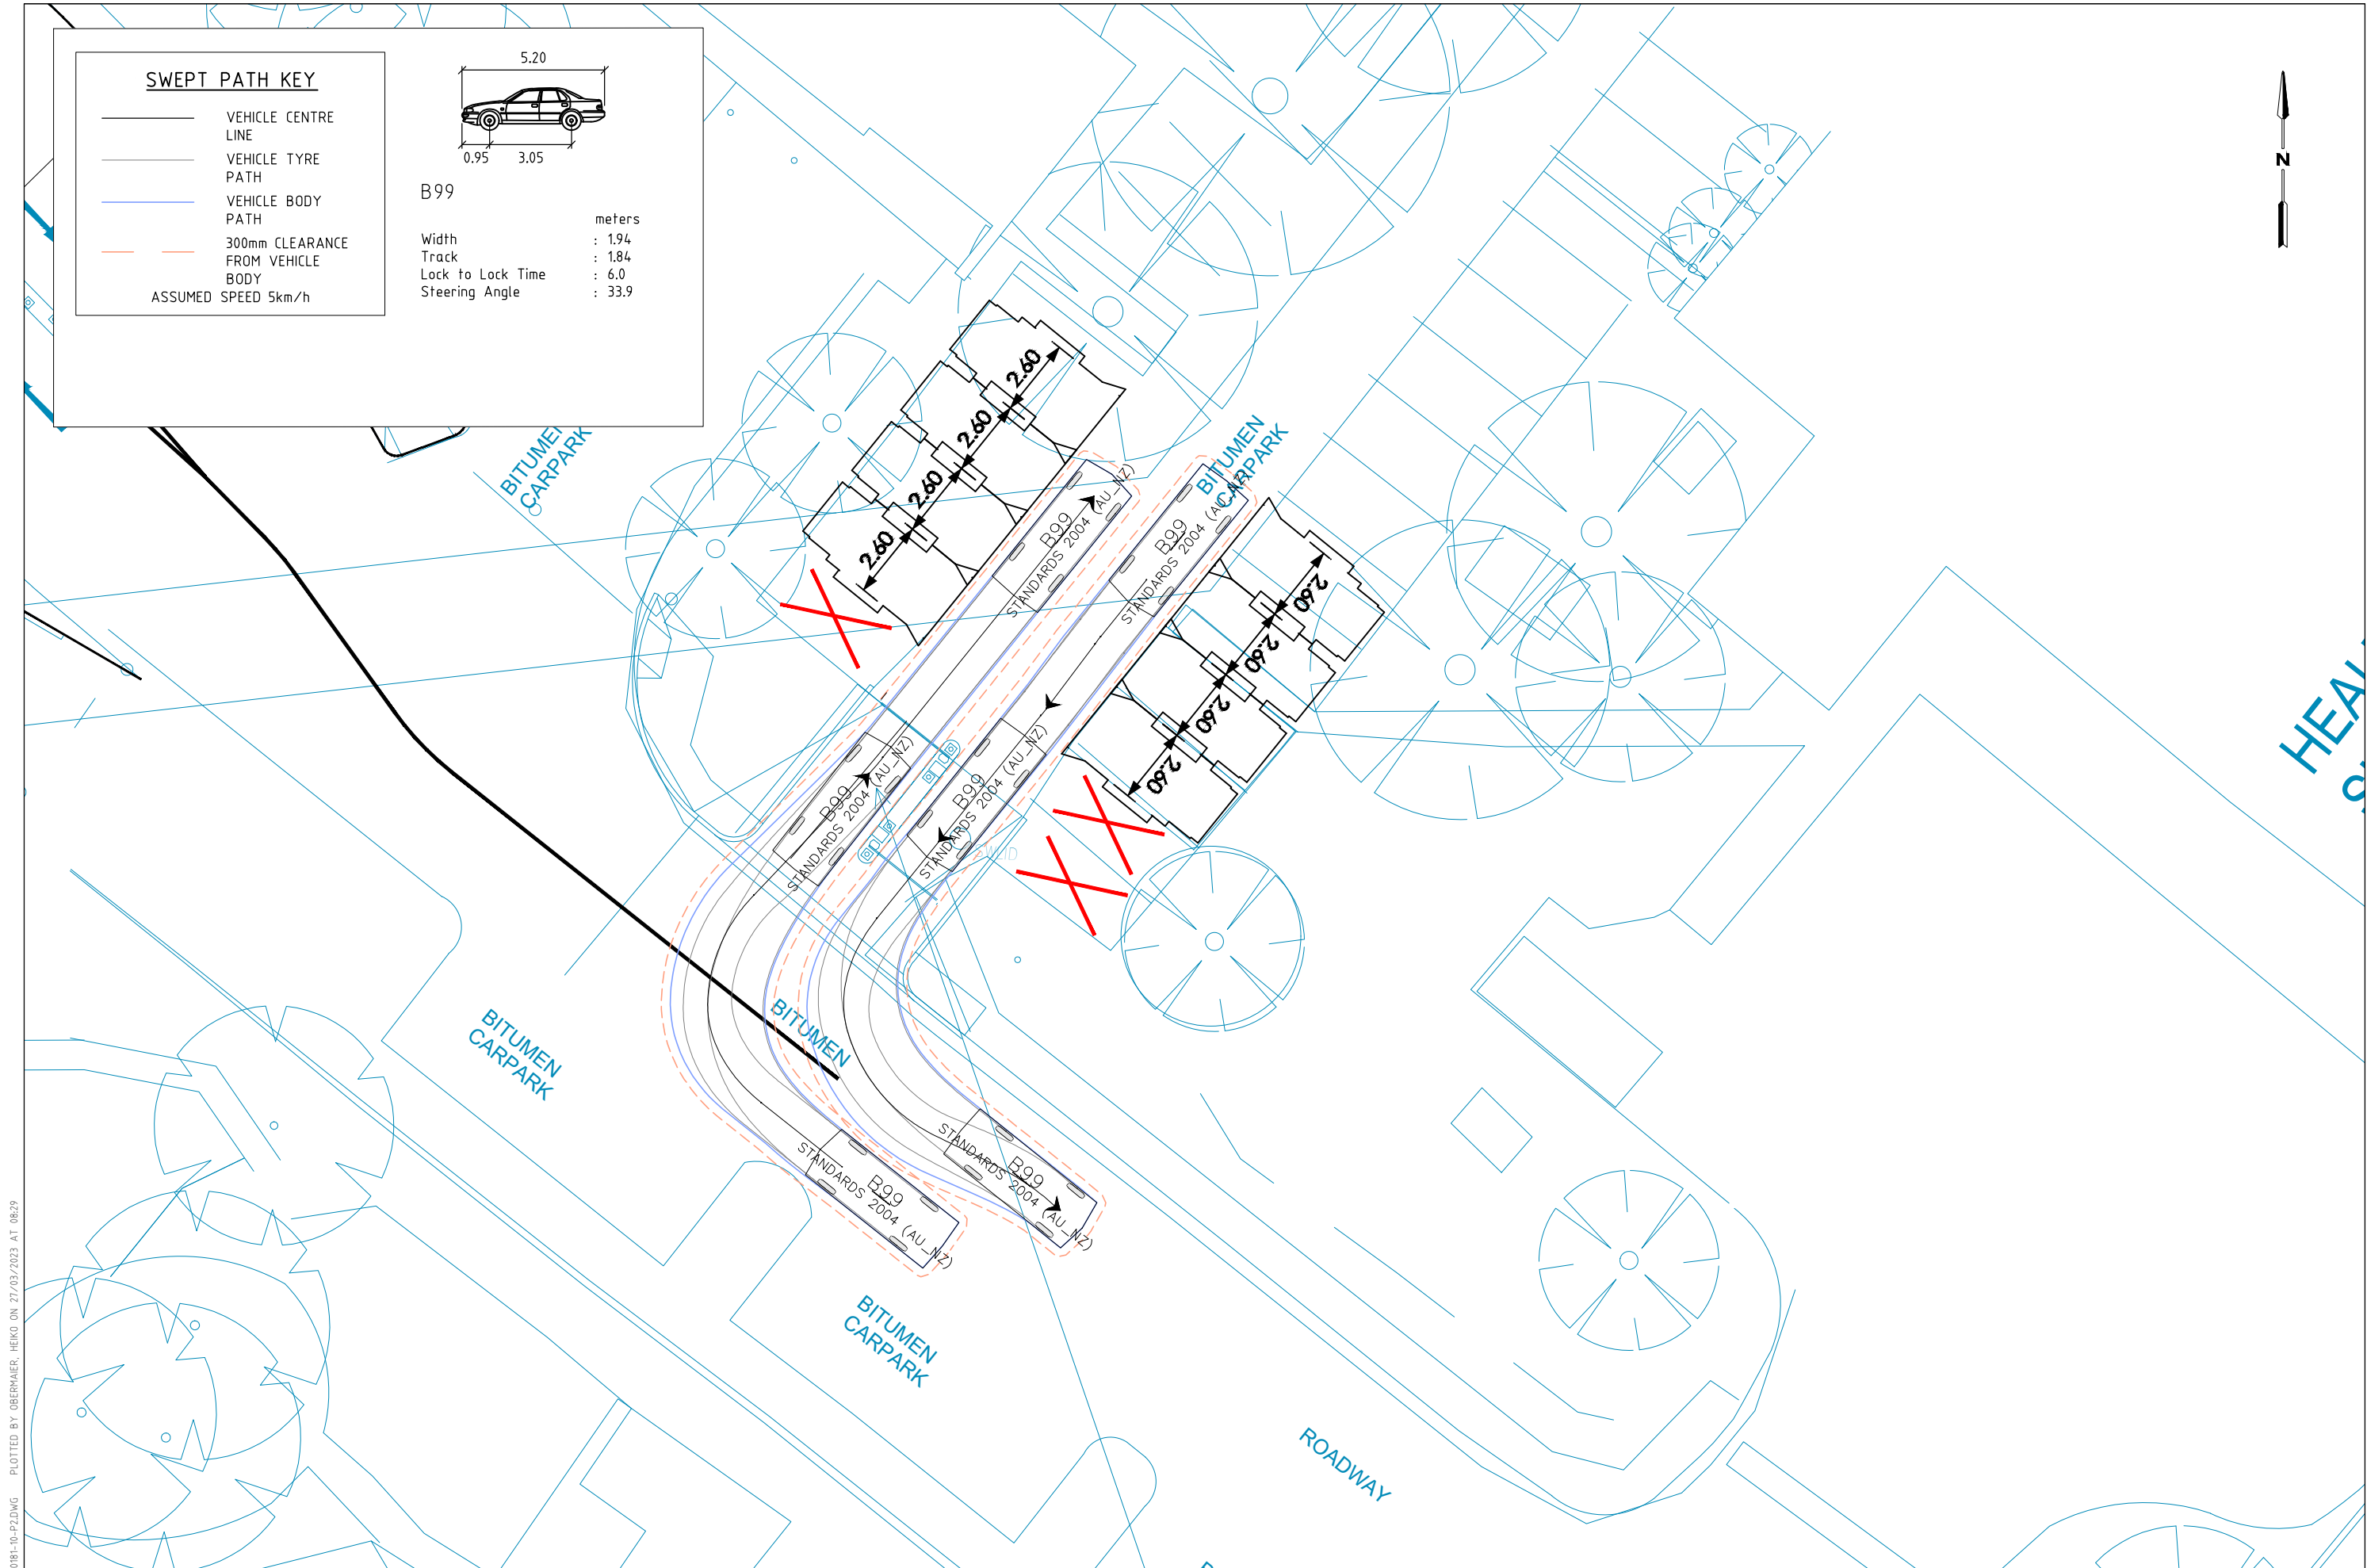 SWEPT PATH KEY
VEHICLE CENTRE
LINE
VEHICLE TYRE
PATH
VEHICLE BODY
PATH
300mm CLEARANCE
FROM VEHICLE
BODY
ASSUMED SPEED 5km/h
5.20
0.95 3.05
B99
meters
Width : 1.94
Track : 1.84
Lock to Lock Time : 6.0
Steering Angle : 33.9
N
BITUMEN
CARPARK
2.60
2.60
2.60
2.60
BITUMEN
CARPARK
B99
STANDARDS 2004 (AU_NZ)
B99
STANDARDS 2004 (AU_NZ)
2.60
2.60
2.60
2.60
B99
STANDARDS 2004 (AU_NZ)
B99
STANDARDS 2004 (AU_NZ)
BITUMEN
BITUMEN
CARPARK
B99
STANDARDS 2004 (AU_NZ)
B99
STANDARDS 2004 (AU_NZ)
BITUMEN
CARPARK
ROADWAY
0181-10-P2.DWG PLOTTED BY OBERMAIER, HEIKO ON 27/03/2023 AT 08:29